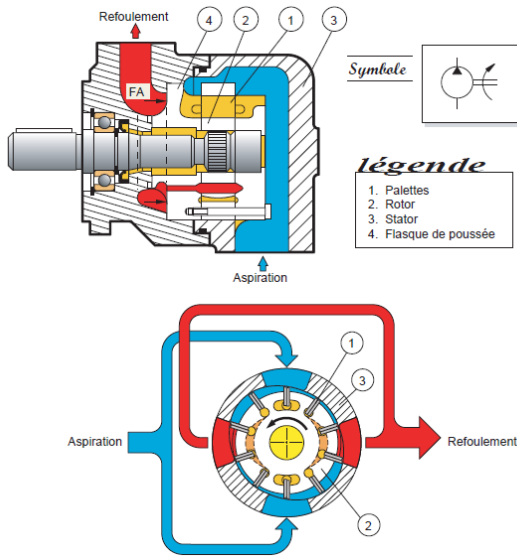 Refoulement
4
2
1
3
FA
Symbole
légende
1. Palettes
2. Rotor
3. Stator
4. Flasque de poussée
Aspiration
1
3
Aspiration
Refoulement
2